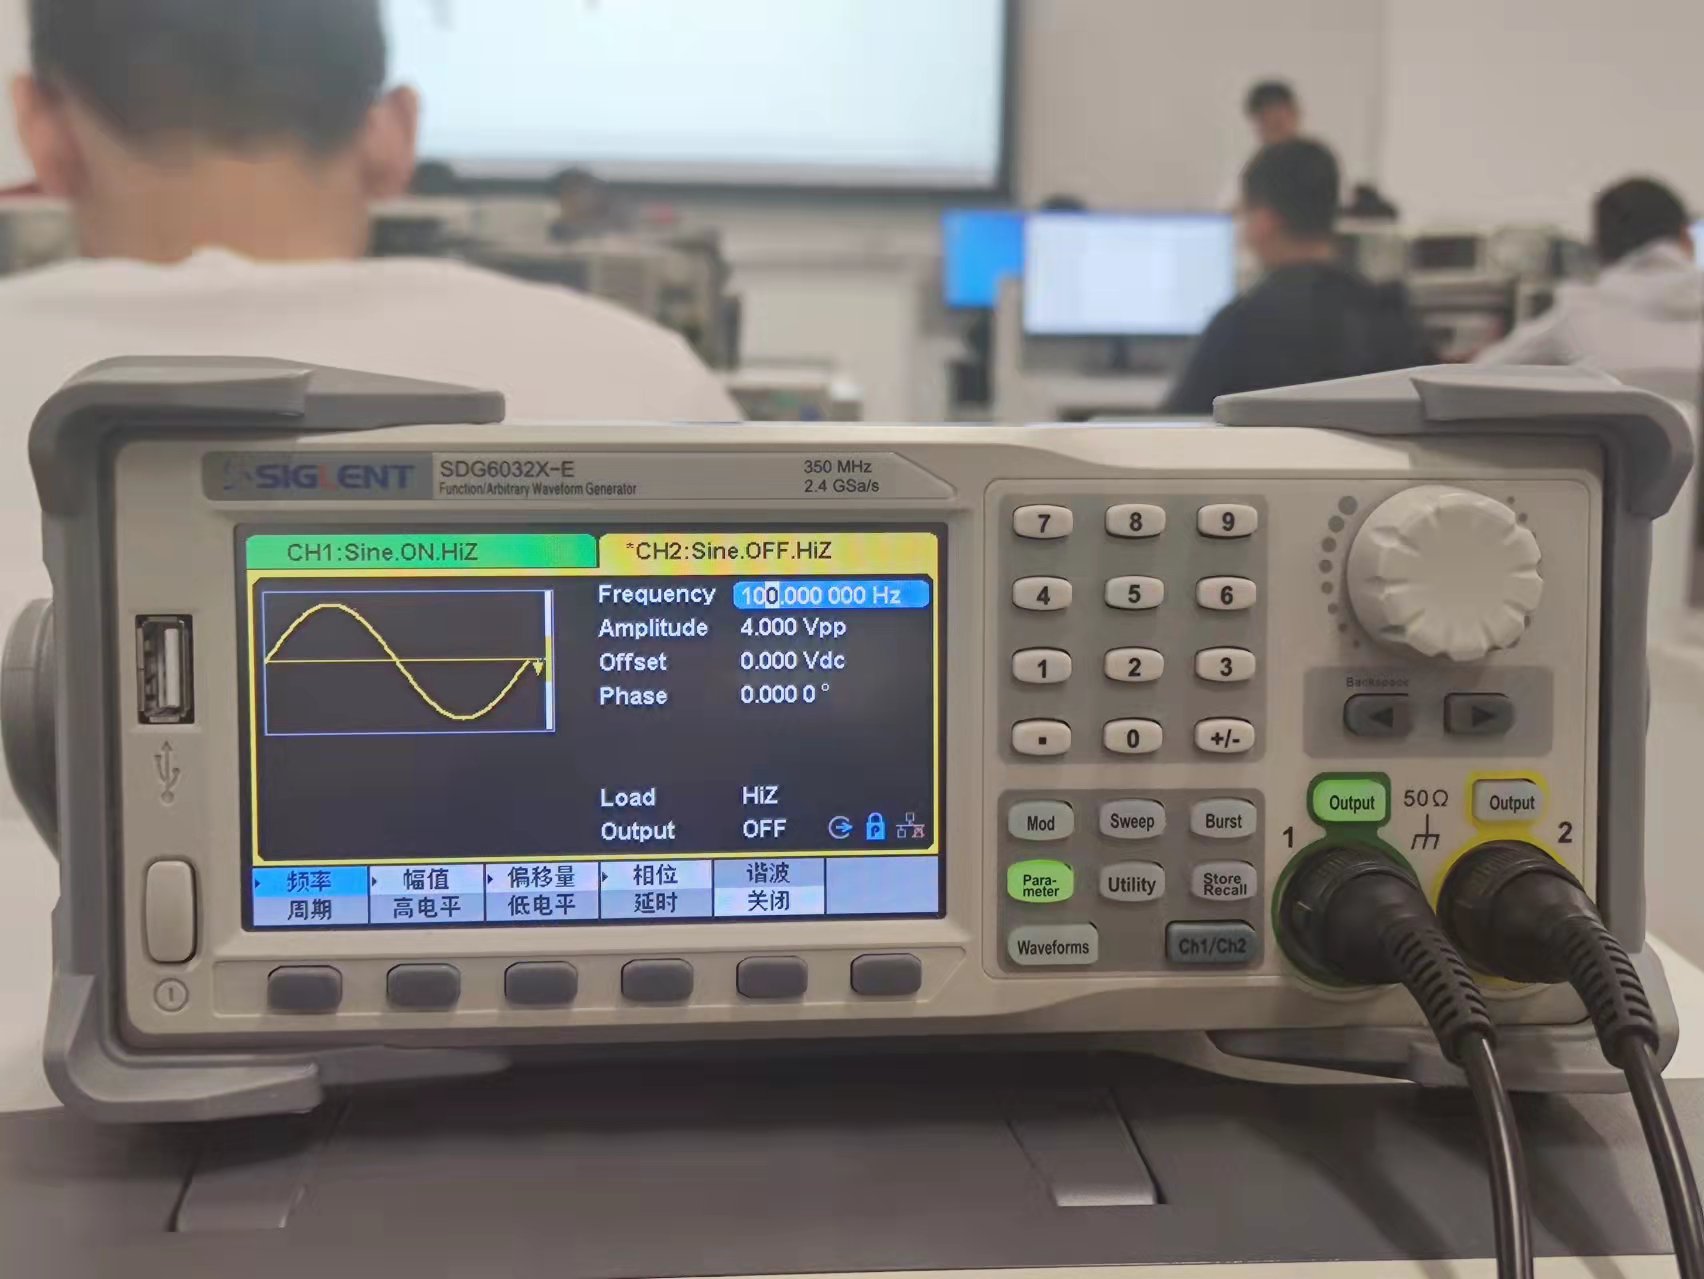 SIGLENT
SDG6032X-E
Function/Arbitrary Waveform Generator
350 MHz
2.4 GSa/s
CH1:Sine.ON.HiZ
*CH2:Sine.OFF.HiZ
Frequency 100.000 000 Hz
Amplitude 4.000 Vpp
Offset 0.000 Vdc
Phase 0.000 0 °
Load HiZ
Output OFF
频率 幅值 偏移量 相位 谐波
周期 高电平 低电平 延时 关闭
7 8 9
4 5 6
1 2 3
. 0 +/-
Mod Sweep Burst
Para-
meter
Utility
Store
Recall
Waveforms Ch1/Ch2
Backspace
Output 50Ω Output
1 2